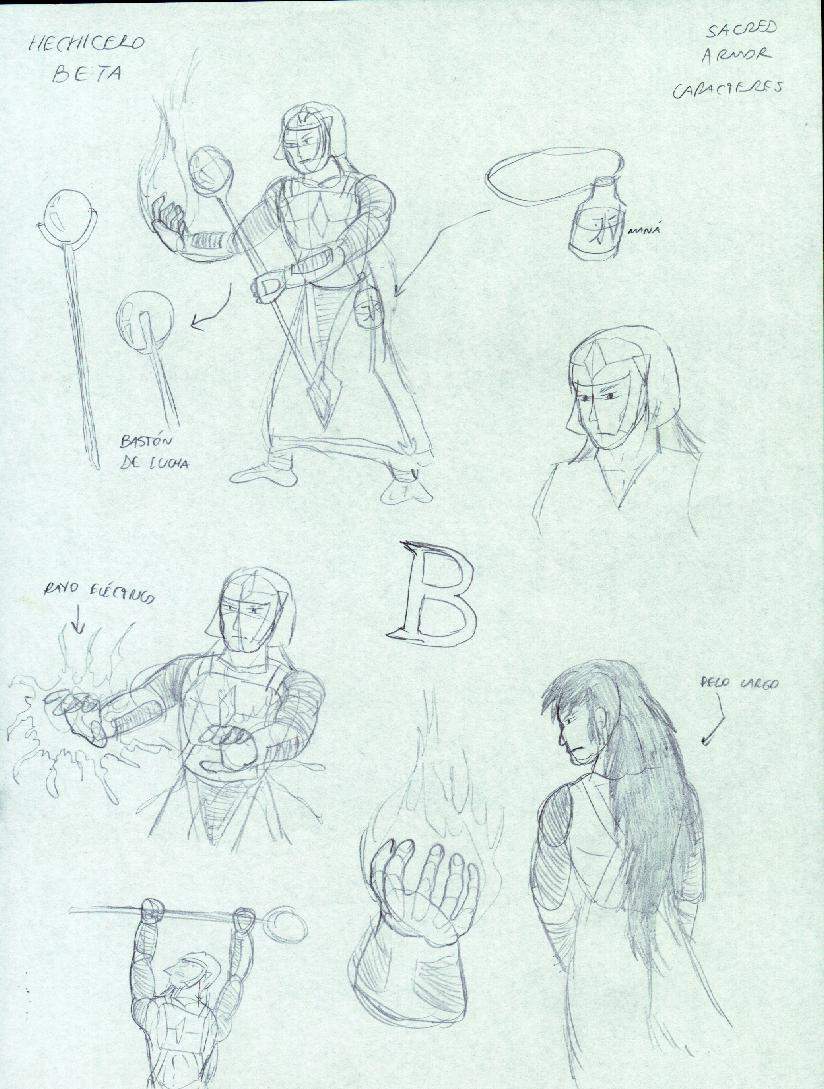 HECHICERO
BETA
SACRED
ARMOR
CARACTERES
MANÁ
BASTÓN
DE LUCHA
RAYO ELÉCTRICO
B
PELO LARGO